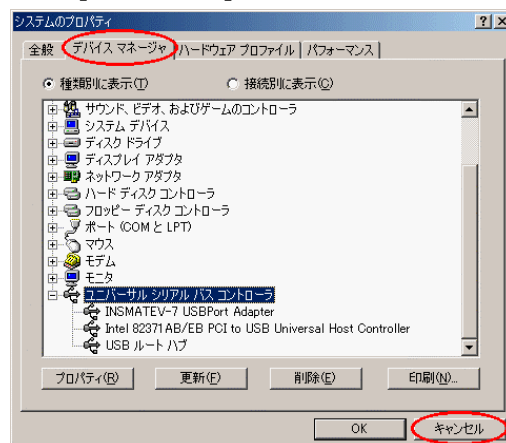 システムのプロパティ
全般 デバイス マネージャ ハードウェア プロファイル パフォーマンス
種類別に表示(T) 接続別に表示(C)
サウンド、ビデオ、およびゲームのコントローラ
システム デバイス
ディスク ドライブ
ディスプレイ アダプタ
ネットワーク アダプタ
ハード ディスク コントローラ
フロッピー ディスク コントローラ
ポート (COM と LPT)
マウス
モデム
モニタ
ユニバーサル シリアル バス コントローラ
INSMATEV-7 USBPort Adapter
Intel 82371AB/EB PCI to USB Universal Host Controller
USB ルート ハブ
プロパティ(R) 更新(F) 削除(E) 印刷(N)...
OK キャンセル